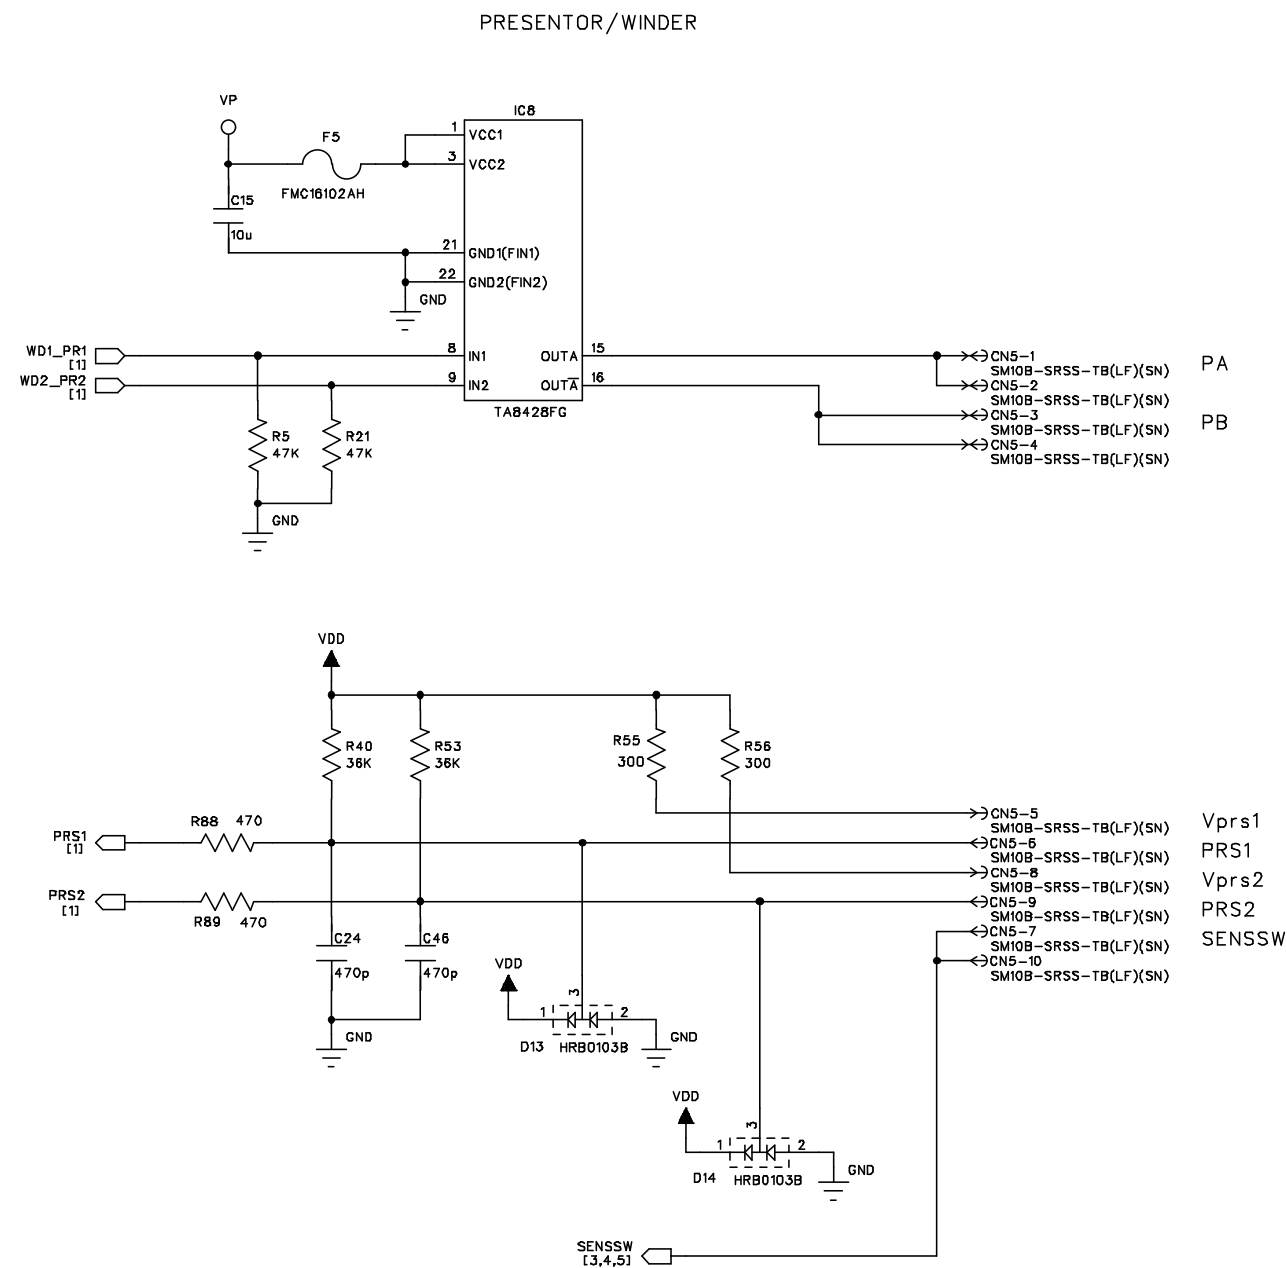 PRESENTOR/WINDER
VP
IC8
F5
FMC16102AH
1 VCC1
3 VCC2
C15
10u
21 GND1(FIN1)
22 GND2(FIN2)
GND
WD1_PR1
[1]
8 IN1
OUTA 15
CN5-1
SM10B-SRSS-TB(LF)(SN)
PA
WD2_PR2
[1]
9 IN2
OUTA 16
CN5-2
SM10B-SRSS-TB(LF)(SN)
TA8428FG
CN5-3
SM10B-SRSS-TB(LF)(SN)
PB
CN5-4
SM10B-SRSS-TB(LF)(SN)
R5
47K
R21
47K
GND
VDD
R40
36K
R53
36K
R55
300
R56
300
CN5-5
SM10B-SRSS-TB(LF)(SN)
Vprs1
PRS1
[1]
R88 470
CN5-6
SM10B-SRSS-TB(LF)(SN)
PRS1
CN5-8
SM10B-SRSS-TB(LF)(SN)
Vprs2
PRS2
[1]
R89 470
CN5-9
SM10B-SRSS-TB(LF)(SN)
PRS2
CN5-7
SM10B-SRSS-TB(LF)(SN)
SENSSW
CN5-10
SM10B-SRSS-TB(LF)(SN)
C24
470p
C46
470p
GND
VDD
3
1
2
D13 HRB0103B
GND
VDD
3
1
2
D14 HRB0103B
GND
SENSSW
[3,4,5]